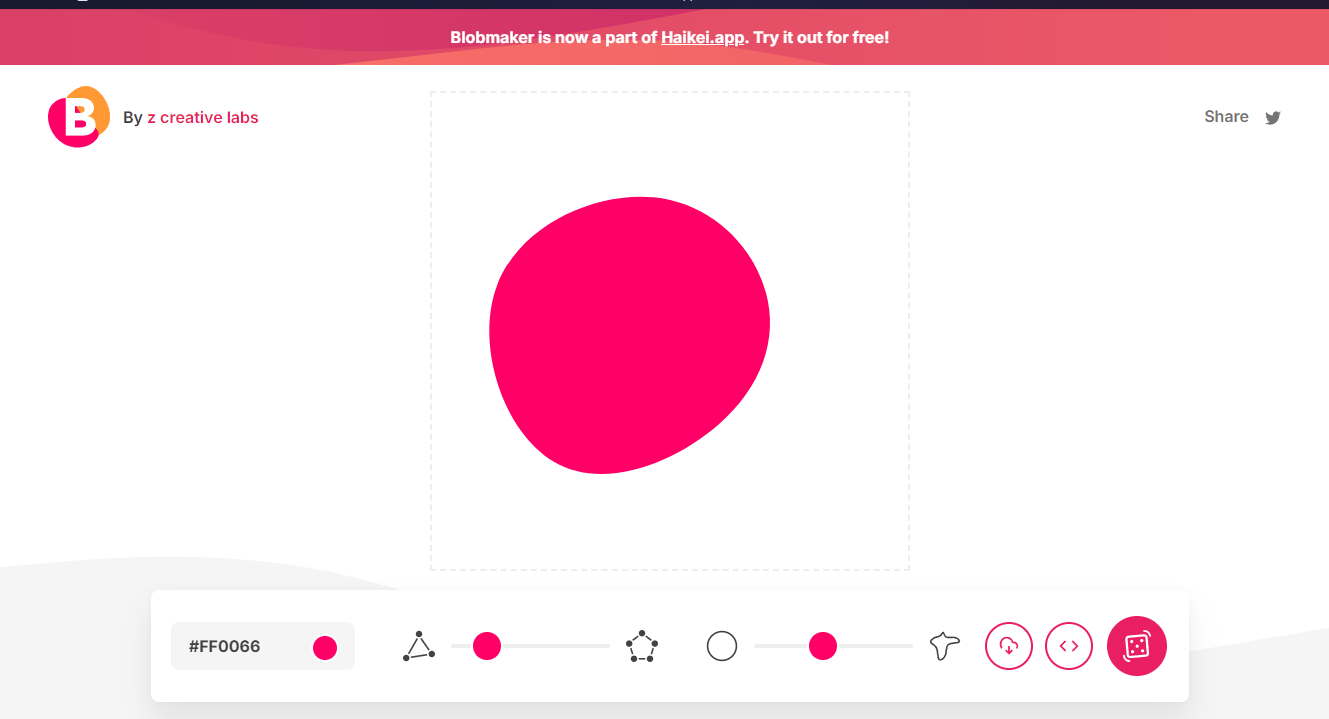 Blobmaker is now a part of Haikei.app. Try it out for free!
B
By z creative labs
Share
#FF0066